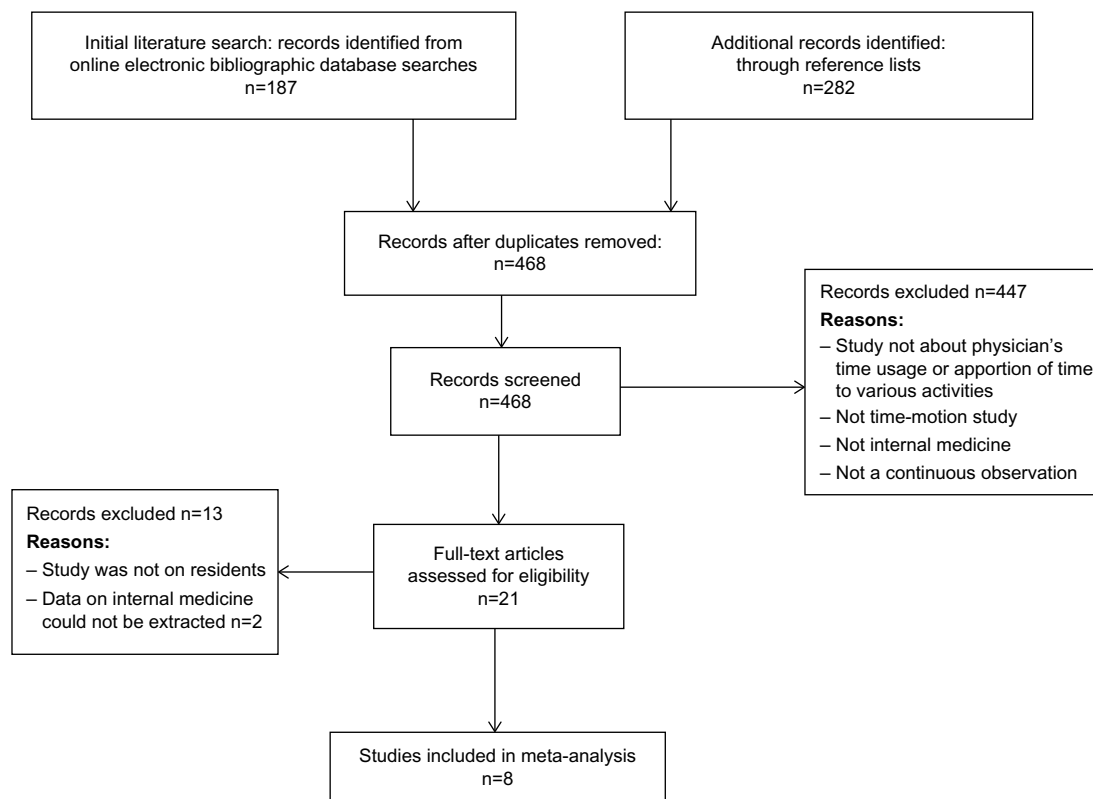 Initial literature search: records identified from
online electronic bibliographic database searches
n=187
Additional records identified:
through reference lists
n=282
Records after duplicates removed:
n=468
Records excluded n=447
Reasons:
– Study not about physician’s
time usage or apportion of time
to various activities
– Not time-motion study
– Not internal medicine
– Not a continuous observation
Records screened
n=468
Records excluded n=13
Reasons:
– Study was not on residents
– Data on internal medicine
could not be extracted n=2
Full-text articles
assessed for eligibility
n=21
Studies included in meta-analysis
n=8